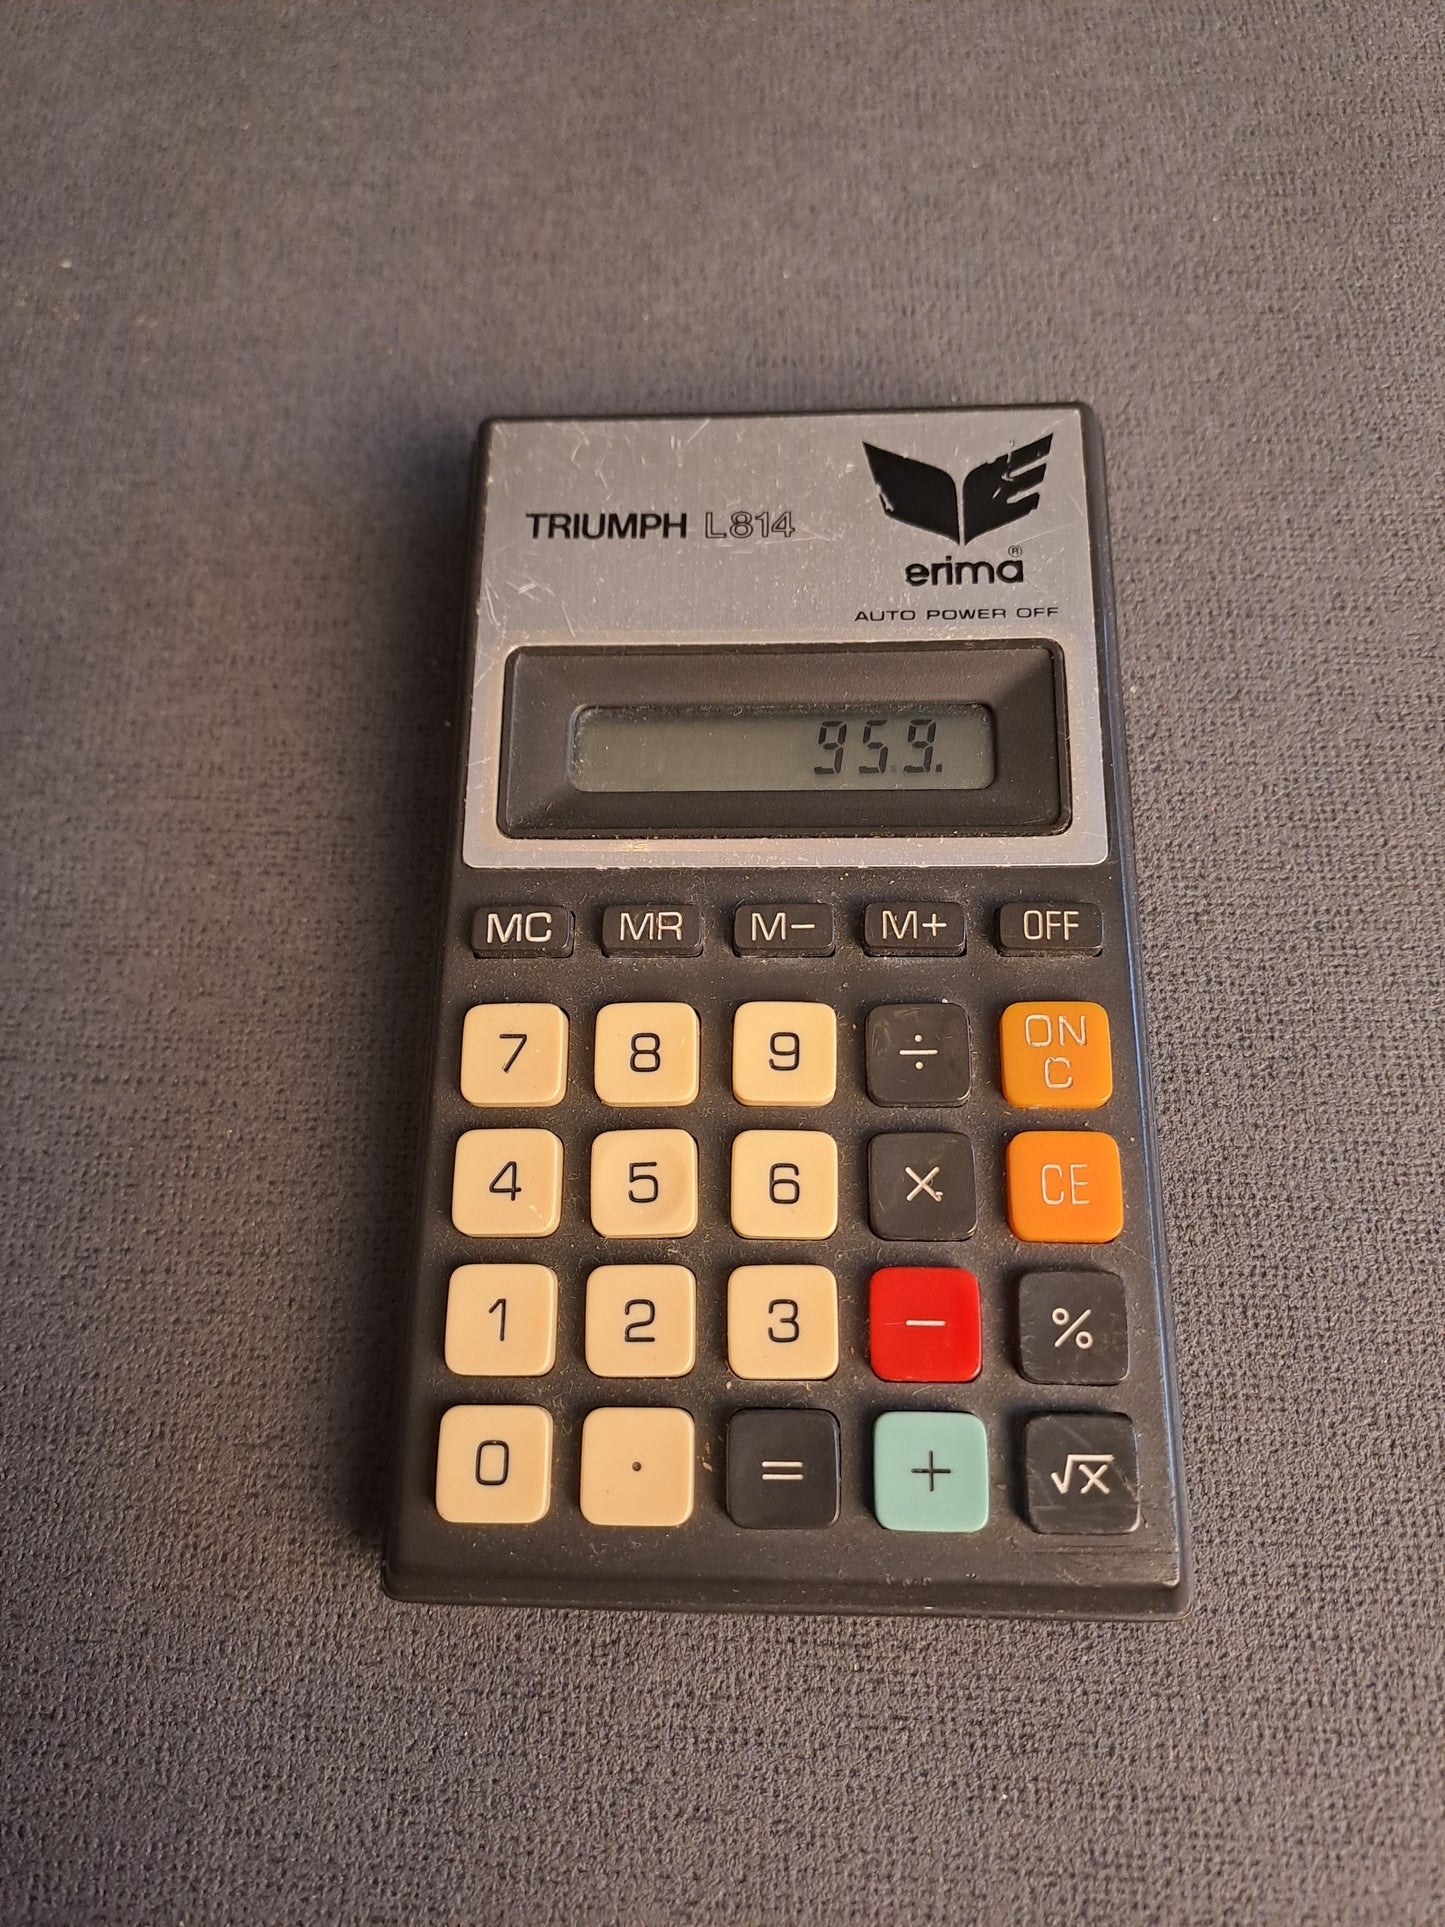 TRIUMPH L814
erima®
AUTO POWER OFF
959.
MC MR M− M+ OFF
7 8 9 ÷ ON C
4 5 6 × CE
1 2 3 − %
0 · = + √x